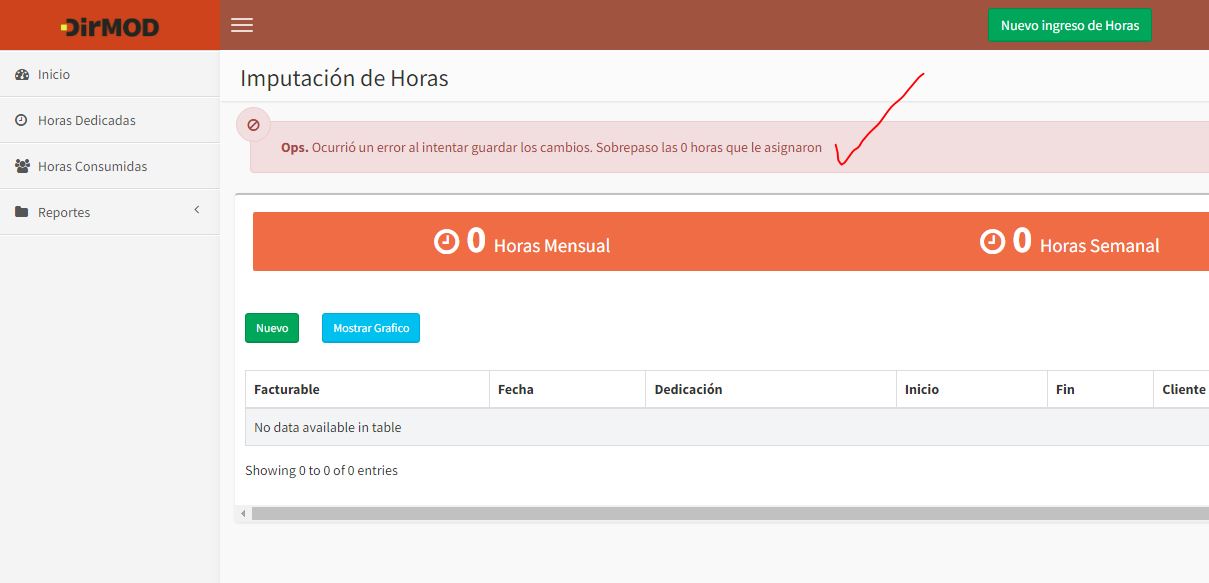 DirMOD
Nuevo ingreso de Horas
Inicio
Horas Dedicadas
Horas Consumidas
Reportes
Imputación de Horas
Ops. Ocurrió un error al intentar guardar los cambios. Sobrepaso las 0 horas que le asignaron
0 Horas Mensual
0 Horas Semanal
Nuevo
Mostrar Grafico
Facturable Fecha Dedicación Inicio Fin Cliente
No data available in table
Showing 0 to 0 of 0 entries